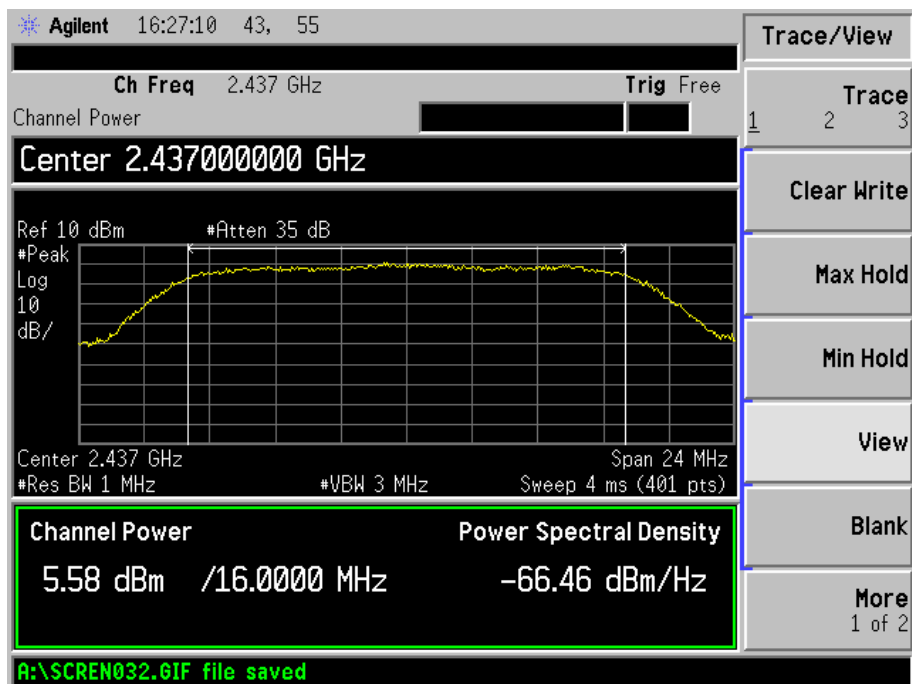 Agilent 16:27:10 43, 55
Trace/View
Ch Freq 2.437 GHz Trig Free
Channel Power
Trace
1 2 3
Center 2.437000000 GHz
Clear Write
Ref 10 dBm #Atten 35 dB
#Peak
Log
10
dB/
Max Hold
Min Hold
View
Center 2.437 GHz Span 24 MHz
#Res BW 1 MHz #VBW 3 MHz Sweep 4 ms (401 pts)
Channel Power Power Spectral Density
Blank
5.58 dBm /16.0000 MHz -66.46 dBm/Hz
More
1 of 2
A:\SCREN032.GIF file saved